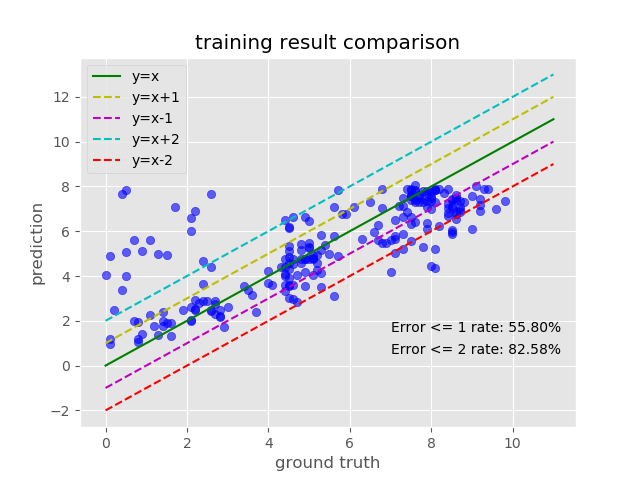 training result comparison
y=x
y=x+1
y=x-1
y=x+2
y=x-2
12
10
8
6
4
2
0
−2
prediction
Error <= 1 rate: 55.80%
Error <= 2 rate: 82.58%
0 2 4 6 8 10
ground truth